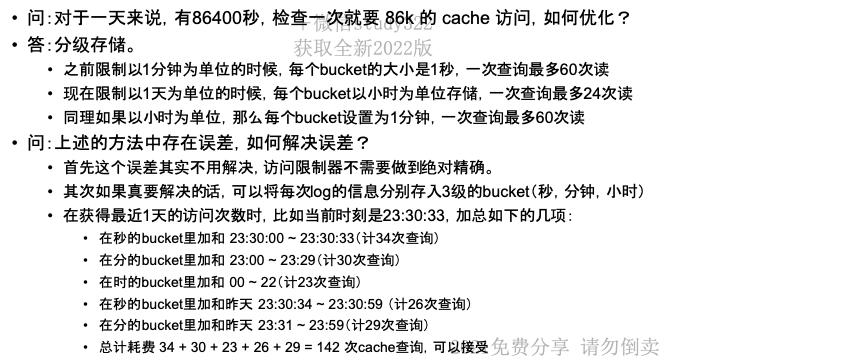 • 问:对于一天来说，有86400秒，检查一次就要 86k 的 cache 访问，如何优化？
• 答:分级存储。
获取全新2022版
• 之前限制以1分钟为单位的时候，每个bucket的大小是1秒，一次查询最多60次读
• 现在限制以1天为单位的时候，每个bucket以小时为单位存储，一次查询最多24次读
• 同理如果以小时为单位，那么每个bucket设置为1分钟，一次查询最多60次读
• 问:上述的方法中存在误差，如何解决误差？
• 首先这个误差其实不用解决，访问限制器不需要做到绝对精确。
• 其次如果真要解决的话，可以将每次log的信息分别存入3级的bucket（秒，分钟，小时）
• 在获得最近1天的访问次数时，比如当前时刻是23:30:33，加总如下的几项：
• 在秒的bucket里加和 23:30:00 ~ 23:30:33（计34次查询）
• 在分的bucket里加和 23:00 ~ 23:29（计30次查询）
• 在时的bucket里加和 00 ~ 22（计23次查询）
• 在秒的bucket里加和昨天 23:30:34 ~ 23:30:59 （计26次查询）
• 在分的bucket里加和昨天 23:31 ~ 23:59（计29次查询）
• 总计耗费 34 + 30 + 23 + 26 + 29 = 142 次cache查询，可以接受
免费分享 请勿倒卖